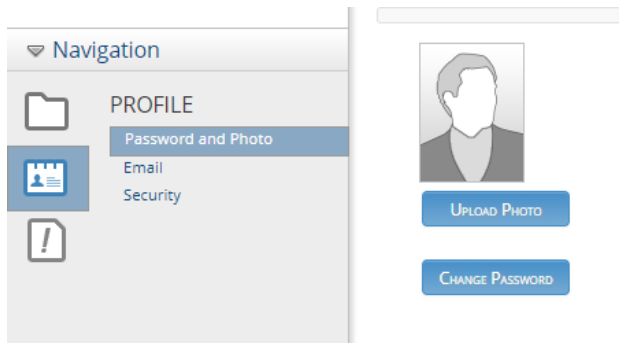 Navigation
PROFILE
Password and Photo
Email
Security
Upload Photo
Change Password